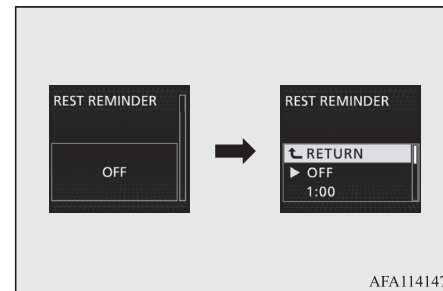 REST REMINDER
OFF
REST REMINDER
RETURN
OFF
1:00
AFA114147